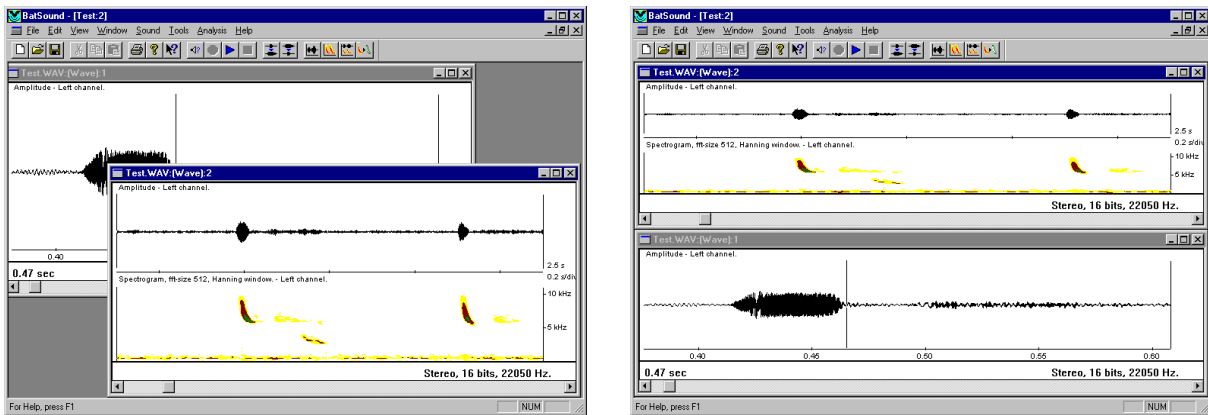 BatSound - [Test:2]
File Edit View Window Sound Tools Analysis Help
Test.WAV:(Wave):1
Amplitude - Left channel.
0.40
0.47 sec
Test.WAV:(Wave):2
Amplitude - Left channel.
2.5 s
0.2 s/div
Spectrogram, fft-size 512, Hanning window. - Left channel.
10 kHz
5 kHz
Stereo, 16 bits, 22050 Hz.
For Help, press F1
NUM
BatSound - [Test:2]
File Edit View Window Sound Tools Analysis Help
Test.WAV:(Wave):2
Amplitude - Left channel.
2.5 s
0.2 s/div
Spectrogram, fft-size 512, Hanning window. - Left channel.
10 kHz
5 kHz
Stereo, 16 bits, 22050 Hz.
Test.WAV:(Wave):1
Amplitude - Left channel.
0.40 0.45 0.50 0.55 0.60
0.47 sec
Stereo, 16 bits, 22050 Hz.
For Help, press F1
NUM